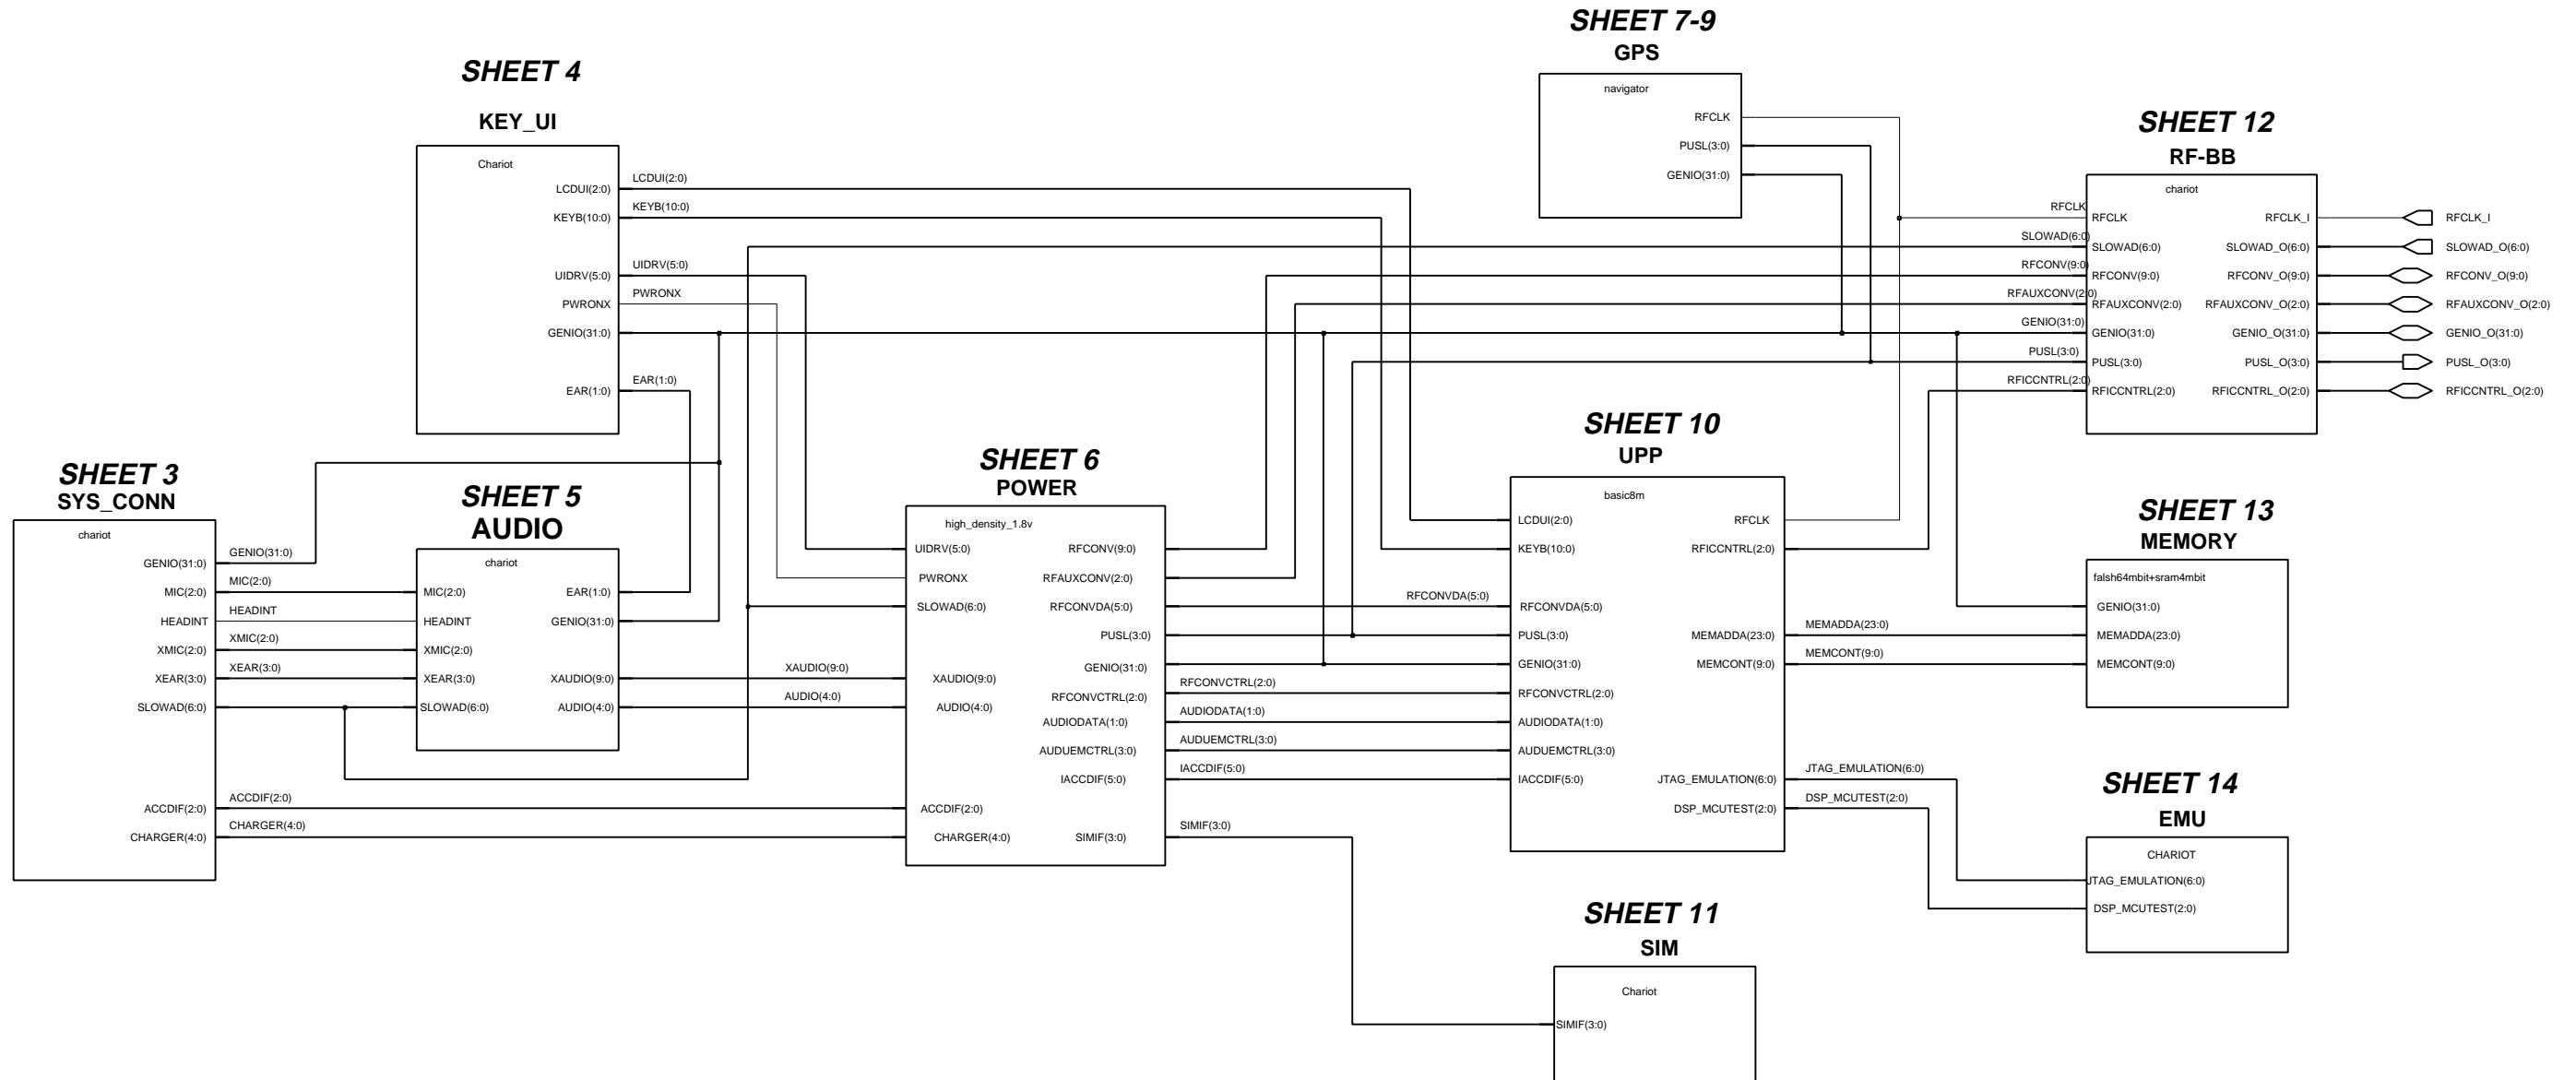 SHEET 7-9
GPS
navigator
RFCLK
PUSL(3:0)
GENIO(31:0)
SHEET 4
KEY_UI
Chariot
LCDUI(2:0)
KEYB(10:0)
UIDRV(5:0)
PWRONX
GENIO(31:0)
EAR(1:0)
LCDUI(2:0)
KEYB(10:0)
UIDRV(5:0)
PWRONX
EAR(1:0)
SHEET 12
RF-BB
chariot
RFCLK
SLOWAD(6:0)
RFCONV(9:0)
RFAUXCONV(2:0)
GENIO(31:0)
PUSL(3:0)
RFICCNTRL(2:0)
RFCLK
SLOWAD(6:0)
RFCONV(9:0)
RFAUXCONV(2:0)
GENIO(31:0)
PUSL(3:0)
RFICCNTRL(2:0)
RFCLK_I
SLOWAD_O(6:0)
RFCONV_O(9:0)
RFAUXCONV_O(2:0)
GENIO_O(31:0)
PUSL_O(3:0)
RFICCNTRL_O(2:0)
RFCLK_I
SLOWAD_O(6:0)
RFCONV_O(9:0)
RFAUXCONV_O(2:0)
GENIO_O(31:0)
PUSL_O(3:0)
RFICCNTRL_O(2:0)
SHEET 3
SYS_CONN
chariot
GENIO(31:0)
MIC(2:0)
HEADINT
XMIC(2:0)
XEAR(3:0)
SLOWAD(6:0)
ACCDIF(2:0)
CHARGER(4:0)
GENIO(31:0)
MIC(2:0)
HEADINT
XMIC(2:0)
XEAR(3:0)
ACCDIF(2:0)
CHARGER(4:0)
SHEET 5
AUDIO
chariot
MIC(2:0)
HEADINT
XMIC(2:0)
XEAR(3:0)
SLOWAD(6:0)
EAR(1:0)
GENIO(31:0)
XAUDIO(9:0)
AUDIO(4:0)
XAUDIO(9:0)
AUDIO(4:0)
SHEET 6
POWER
high_density_1.8v
UIDRV(5:0)
PWRONX
SLOWAD(6:0)
XAUDIO(9:0)
AUDIO(4:0)
ACCDIF(2:0)
CHARGER(4:0)
RFCONV(9:0)
RFAUXCONV(2:0)
RFCONVDA(5:0)
PUSL(3:0)
GENIO(31:0)
RFCONVCTRL(2:0)
AUDIODATA(1:0)
AUDUEMCTRL(3:0)
IACCDIF(5:0)
SIMIF(3:0)
RFCONVDA(5:0)
RFCONVCTRL(2:0)
AUDIODATA(1:0)
AUDUEMCTRL(3:0)
IACCDIF(5:0)
SIMIF(3:0)
SHEET 10
UPP
basic8m
LCDUI(2:0)
KEYB(10:0)
RFCONVDA(5:0)
PUSL(3:0)
GENIO(31:0)
RFCONVCTRL(2:0)
AUDIODATA(1:0)
AUDUEMCTRL(3:0)
IACCDIF(5:0)
RFCLK
RFICCNTRL(2:0)
MEMADDA(23:0)
MEMCONT(9:0)
JTAG_EMULATION(6:0)
DSP_MCUTEST(2:0)
MEMADDA(23:0)
MEMCONT(9:0)
JTAG_EMULATION(6:0)
DSP_MCUTEST(2:0)
SHEET 13
MEMORY
falsh64mbit+sram4mbit
GENIO(31:0)
MEMADDA(23:0)
MEMCONT(9:0)
SHEET 14
EMU
CHARIOT
JTAG_EMULATION(6:0)
DSP_MCUTEST(2:0)
SHEET 11
SIM
Chariot
SIMIF(3:0)